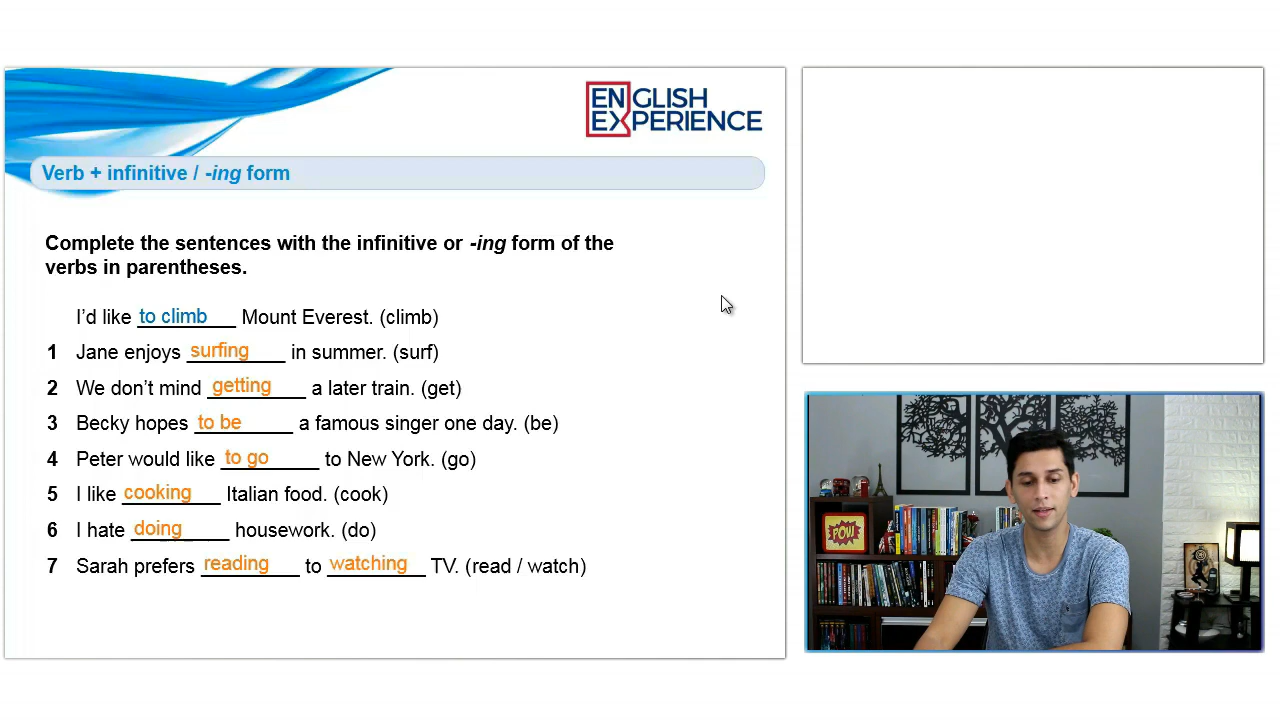 ENGLISH
EXPERIENCE
Verb + infinitive / -ing form
Complete the sentences with the infinitive or -ing form of the
verbs in parentheses.
I'd like to climb Mount Everest. (climb)
1 Jane enjoys surfing in summer. (surf)
2 We don't mind getting a later train. (get)
3 Becky hopes to be a famous singer one day. (be)
4 Peter would like to go to New York. (go)
5 I like cooking Italian food. (cook)
6 I hate doing housework. (do)
7 Sarah prefers reading to watching TV. (read / watch)
POW!